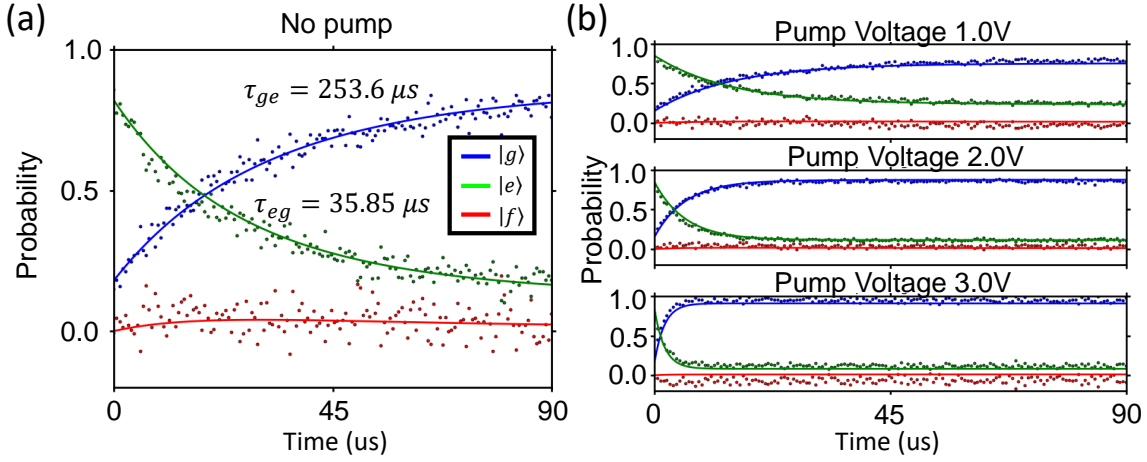 (a)
No pump
Probability
1.0
0.5
0.0
τ_ge = 253.6 μs
τ_eg = 35.85 μs
|g⟩
|e⟩
|f⟩
0
45
90
Time (us)
(b)
Probability
Pump Voltage 1.0V
1.0
0.5
0.0
Pump Voltage 2.0V
1.0
0.5
0.0
Pump Voltage 3.0V
1.0
0.5
0.0
0
45
90
Time (us)